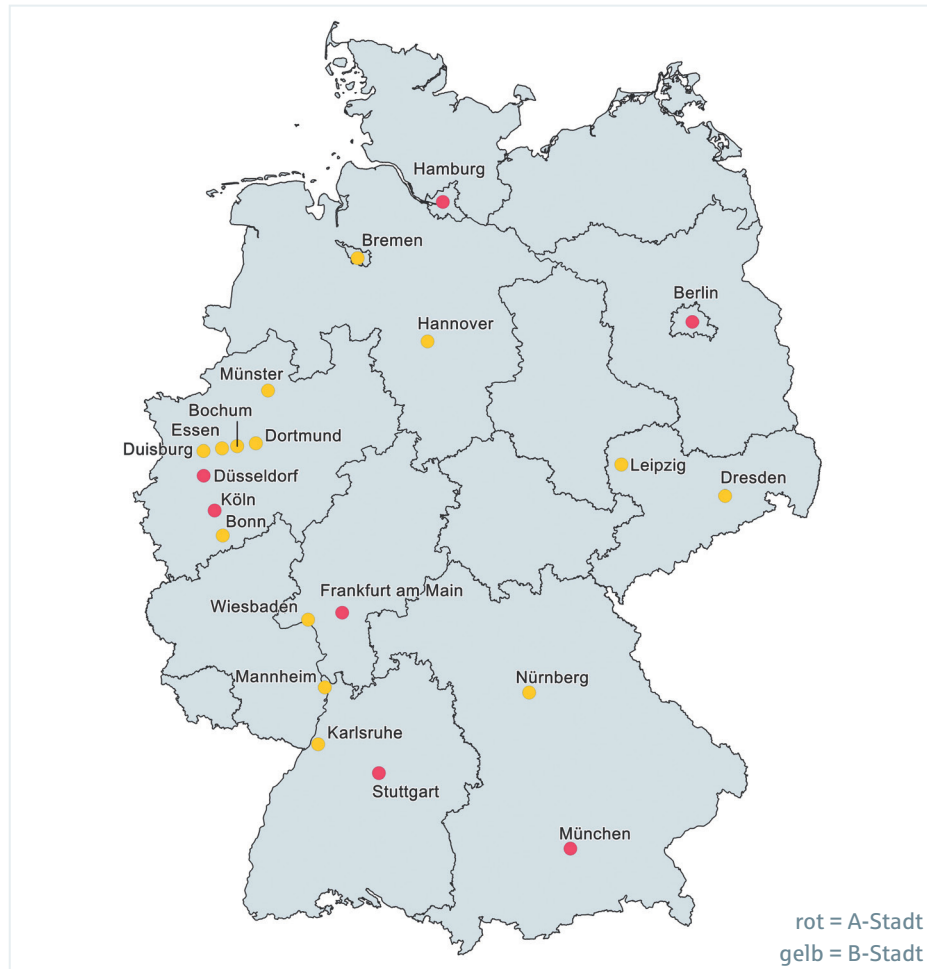 Hamburg
Bremen
Berlin
Hannover
Münster
Bochum
Essen
Dortmund
Duisburg
Leipzig
Düsseldorf
Dresden
Köln
Bonn
Frankfurt am Main
Wiesbaden
Mannheim
Nürnberg
Karlsruhe
Stuttgart
München
rot = A-Stadt
gelb = B-Stadt